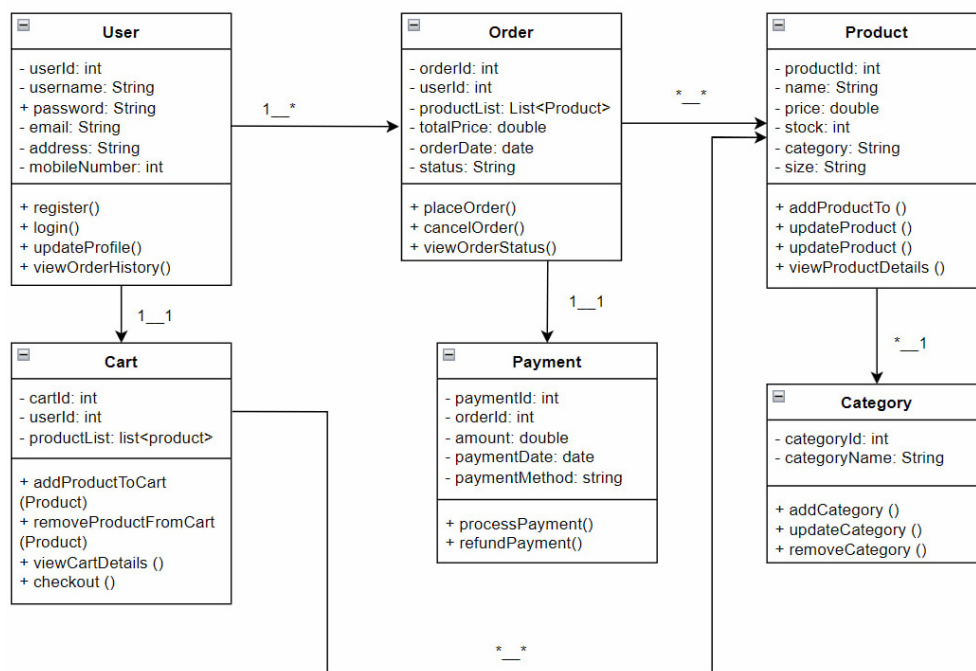 User
- userId: int
- username: String
+ password: String
- email: String
- address: String
- mobileNumber: int
+ register()
+ login()
+ updateProfile()
+ viewOrderHistory()
1__*
Order
- orderId: int
- userId: int
- productList: List<Product>
- totalPrice: double
- orderDate: date
- status: String
+ placeOrder()
+ cancelOrder()
+ viewOrderStatus()
*__*
Product
- productId: int
- name: String
- price: double
- stock: int
- category: String
- size: String
+ addProductTo ()
+ updateProduct ()
+ updateProduct ()
+ viewProductDetails ()
1__1
1__1
*__1
Cart
- cartId: int
- userId: int
- productList: list<product>
+ addProductToCart
(Product)
+ removeProductFromCart
(Product)
+ viewCartDetails ()
+ checkout ()
Payment
- paymentId: int
- orderId: int
- amount: double
- paymentDate: date
- paymentMethod: string
+ processPayment()
+ refundPayment()
Category
- categoryId: int
- categoryName: String
+ addCategory ()
+ updateCategory ()
+ removeCategory ()
*__*